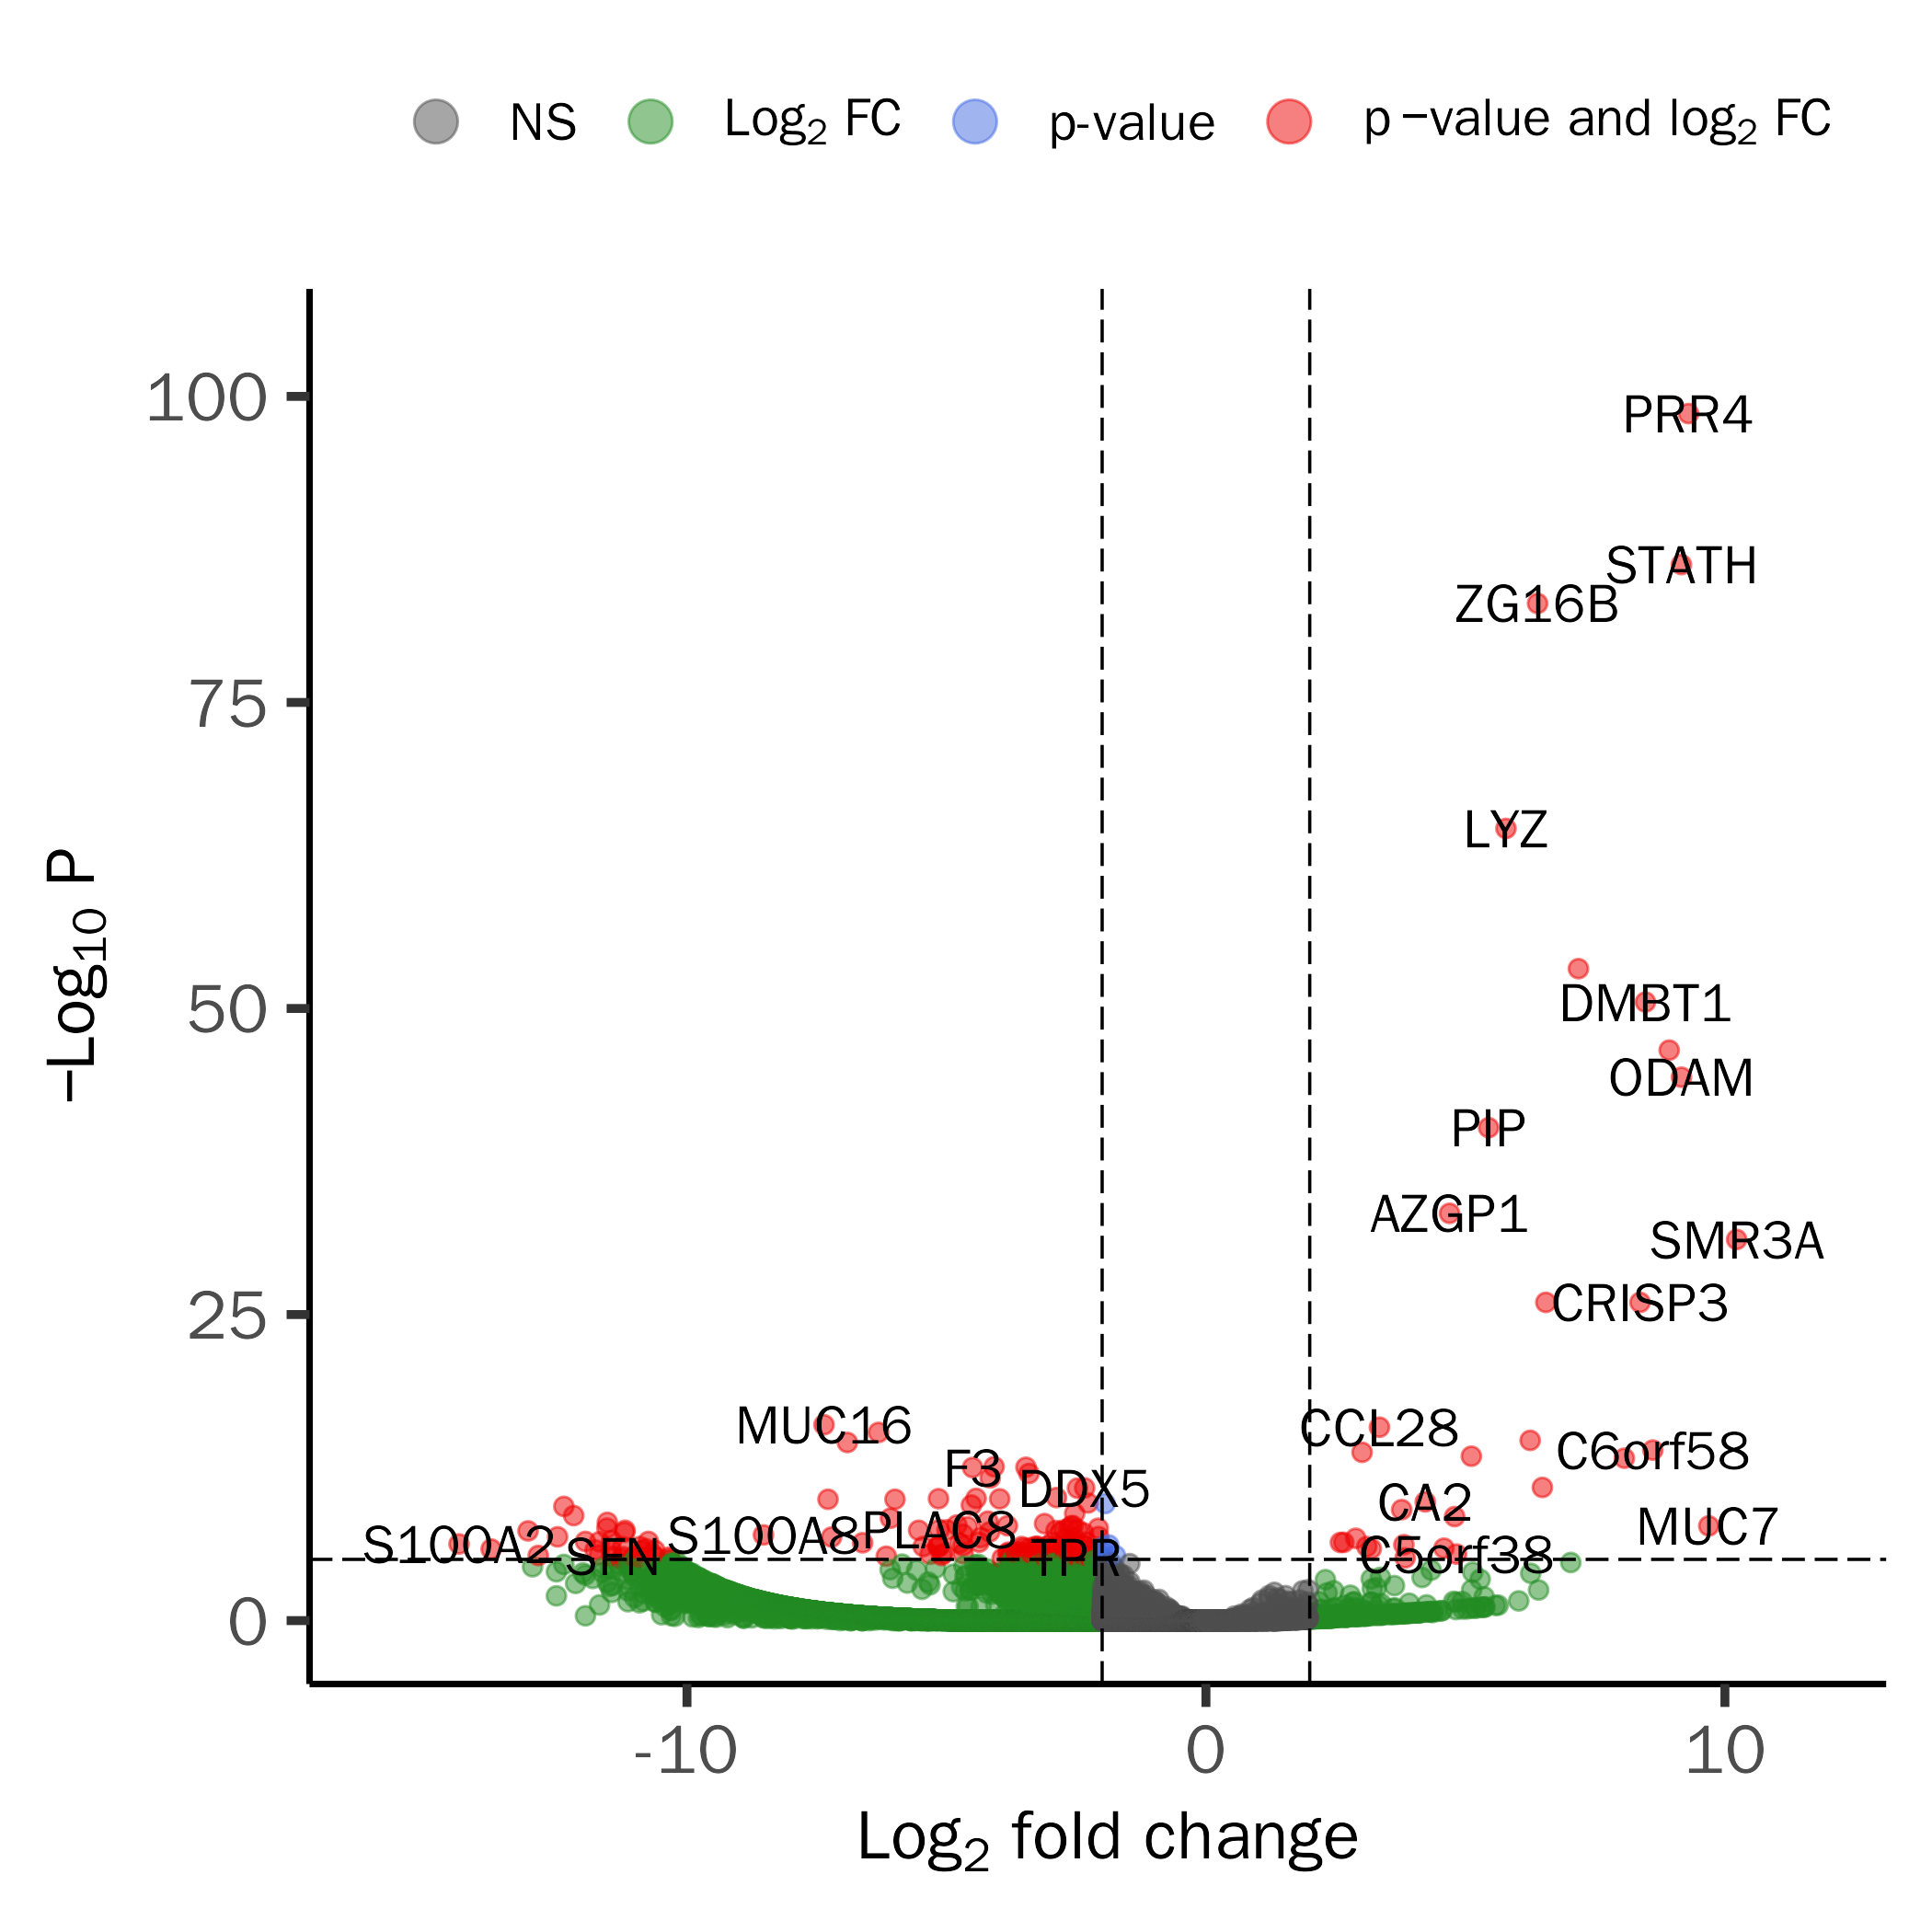 NS Log₂ FC p-value p −value and log₂ FC
−Log₁₀ P
100
75
50
25
0
PRR4
STATH
ZG16B
LYZ
DMBT1
ODAM
PIP
AZGP1
SMR3A
CRISP3
MUC16
CCL28
C6orf58
F3
DDX5
CA2
MUC7
S100A2
SFN
S100A8
PLAC8
TPR
C5orf38
-10 0 10
Log₂ fold change